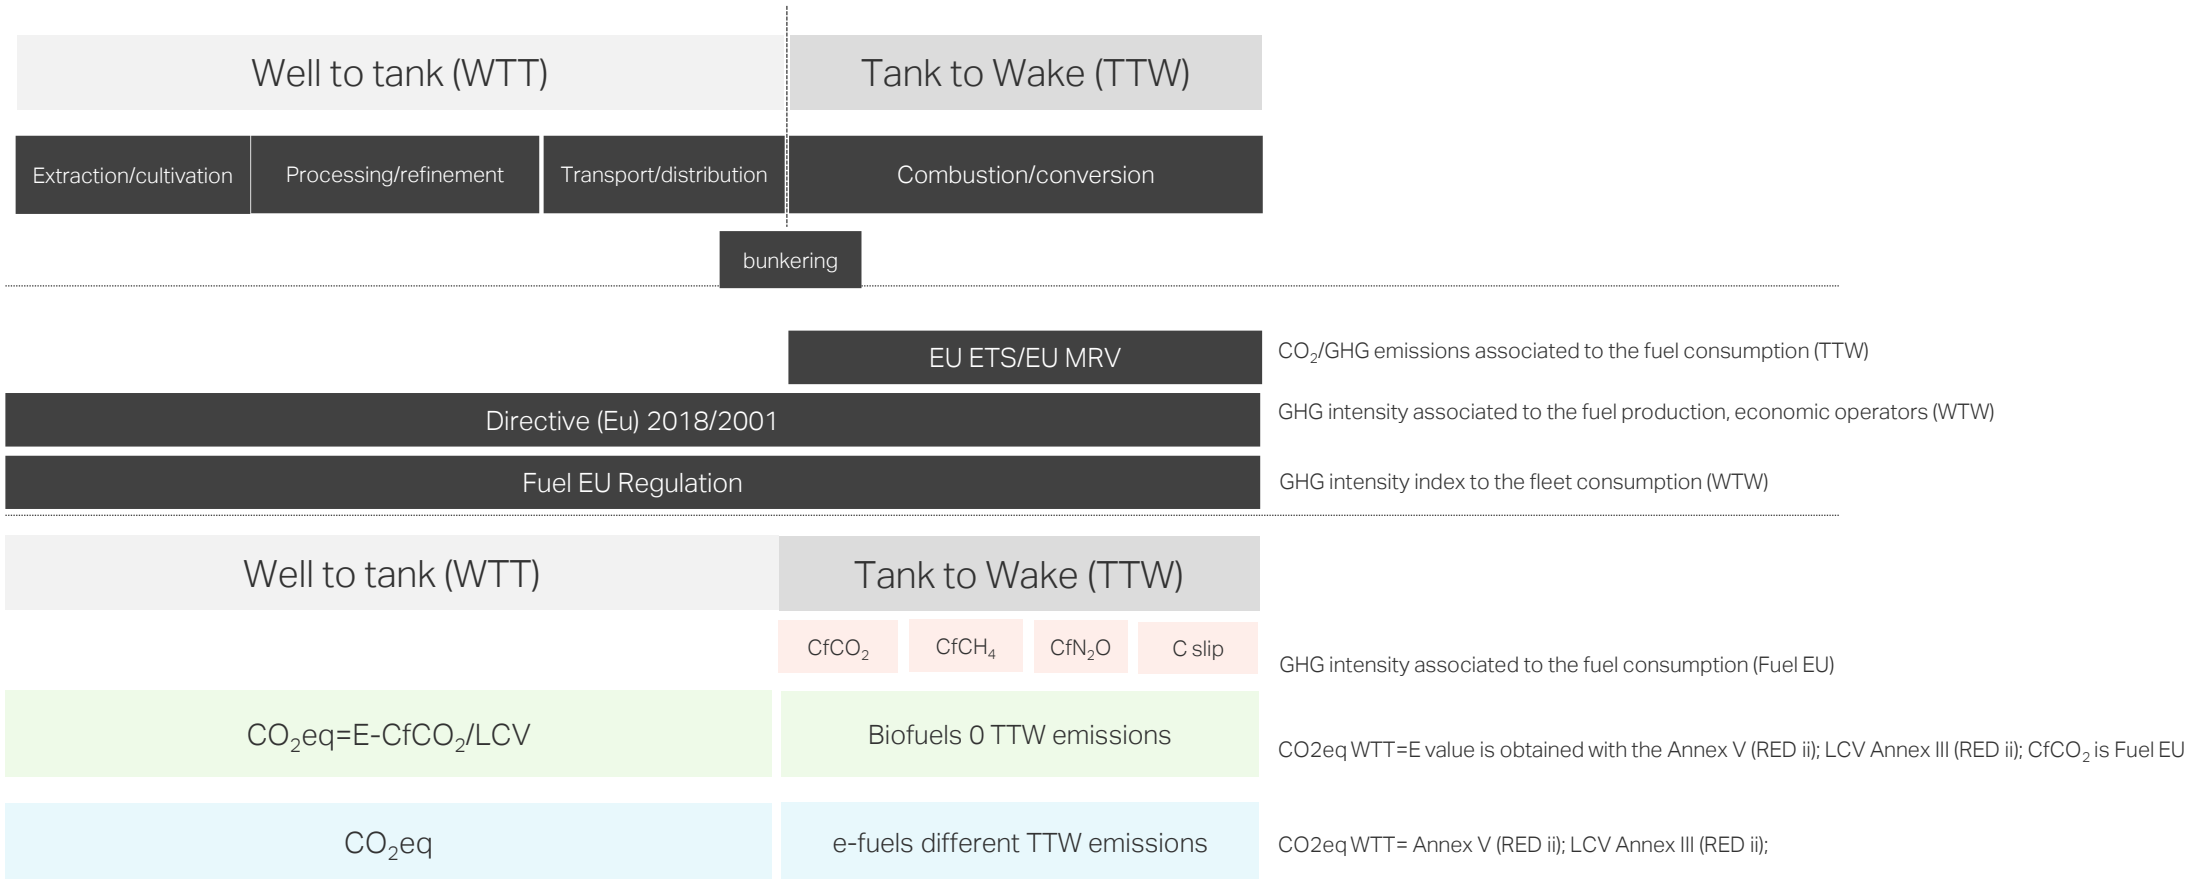 Well to tank (WTT)
Tank to Wake (TTW)
Extraction/cultivation
Processing/refinement
Transport/distribution
Combustion/conversion
bunkering
EU ETS/EU MRV
CO₂/GHG emissions associated to the fuel consumption (TTW)
Directive (Eu) 2018/2001
GHG intensity associated to the fuel production, economic operators (WTW)
Fuel EU Regulation
GHG intensity index to the fleet consumption (WTW)
Well to tank (WTT)
Tank to Wake (TTW)
CfCO₂
CfCH₄
CfN₂O
C slip
GHG intensity associated to the fuel consumption (Fuel EU)
CO₂eq=E-CfCO₂/LCV
Biofuels 0 TTW emissions
CO2eq WTT=E value is obtained with the Annex V (RED ii); LCV Annex III (RED ii); CfCO₂ is Fuel EU
CO₂eq
e-fuels different TTW emissions
CO2eq WTT= Annex V (RED ii); LCV Annex III (RED ii);